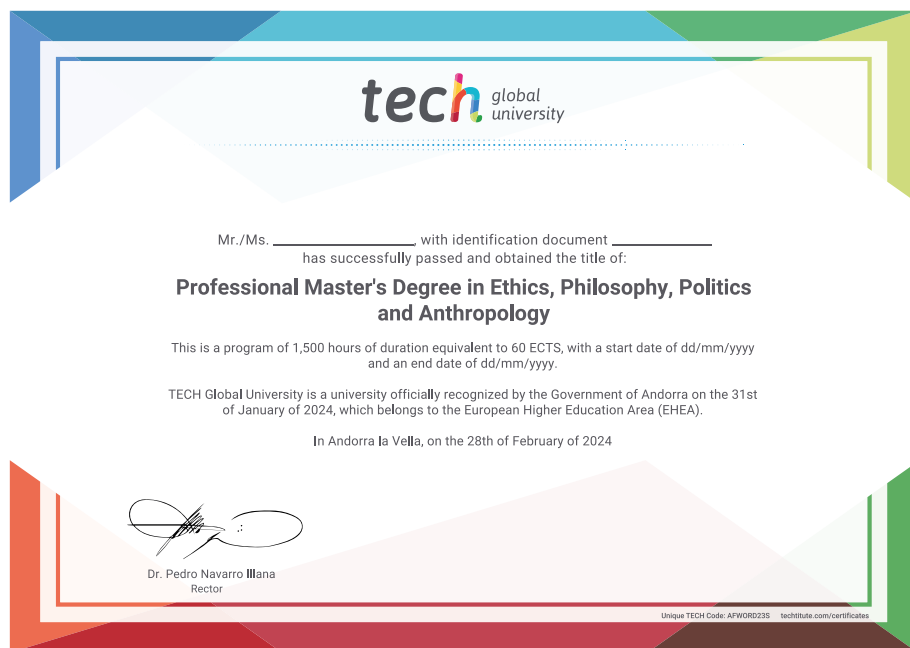 tech global university
Mr./Ms. ____________, with identification document ____________
has successfully passed and obtained the title of:
Professional Master's Degree in Ethics, Philosophy, Politics
and Anthropology
This is a program of 1,500 hours of duration equivalent to 60 ECTS, with a start date of dd/mm/yyyy
and an end date of dd/mm/yyyy.
TECH Global University is a university officially recognized by the Government of Andorra on the 31st
of January of 2024, which belongs to the European Higher Education Area (EHEA).
In Andorra la Vella, on the 28th of February of 2024
Dr. Pedro Navarro Illana
Rector
Unique TECH Code: AFWORD23S techtitute.com/certificates